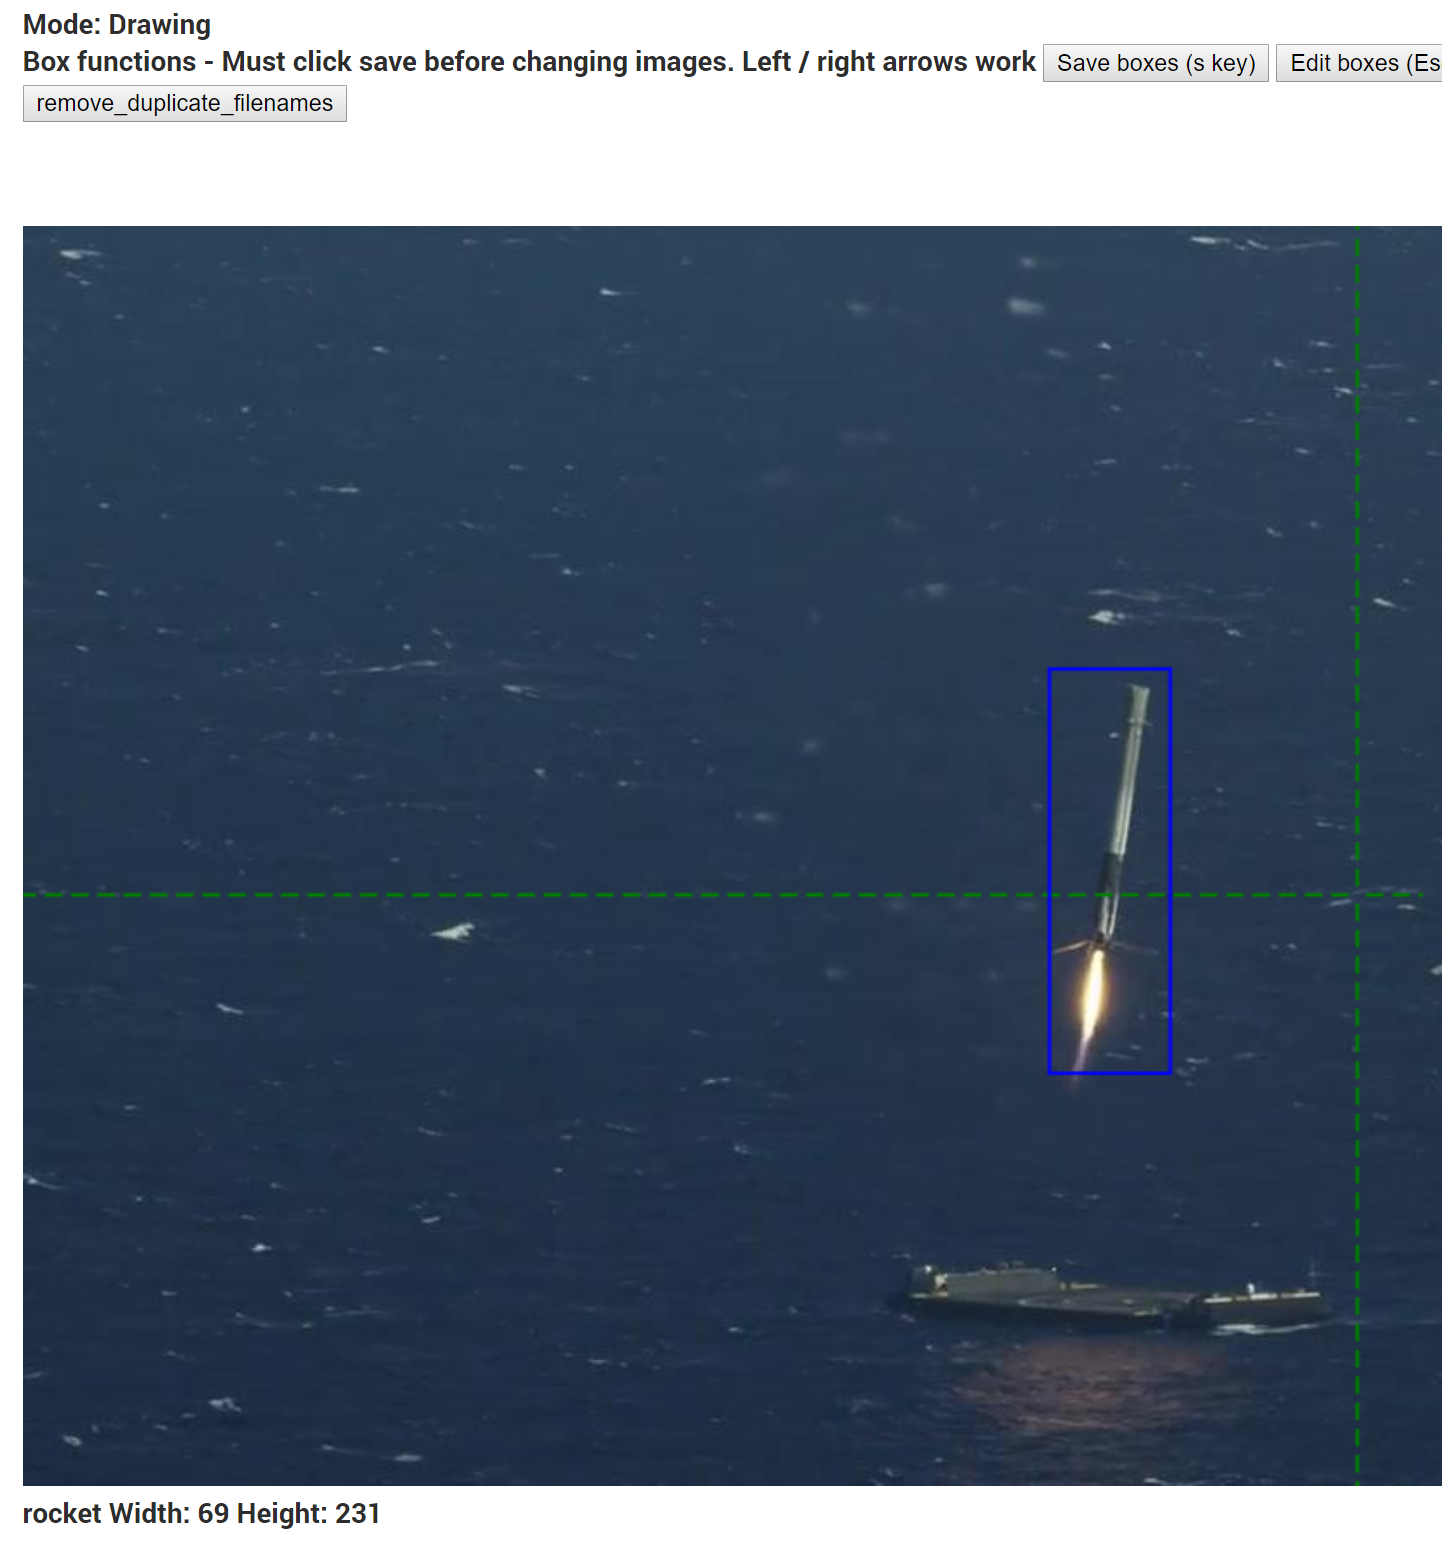 Mode: Drawing
Box functions - Must click save before changing images. Left / right arrows work Save boxes (s key) Edit boxes (Es
remove_duplicate_filenames
rocket Width: 69 Height: 231